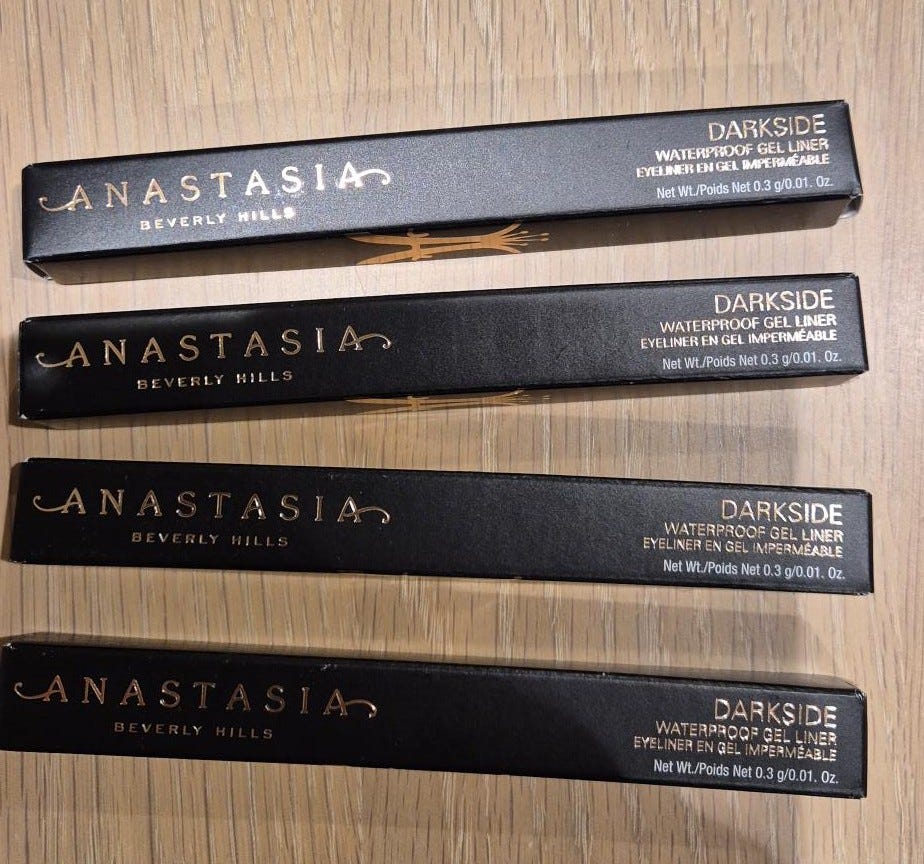 ANASTASIA
BEVERLY HILLS
DARKSIDE
WATERPROOF GEL LINER
EYELINER EN GEL IMPERMÉABLE
Net Wt./Poids Net 0.3 g/0.01. Oz.
ANASTASIA
BEVERLY HILLS
DARKSIDE
WATERPROOF GEL LINER
EYELINER EN GEL IMPERMÉABLE
Net Wt./Poids Net 0.3 g/0.01. Oz.
ANASTASIA
BEVERLY HILLS
DARKSIDE
WATERPROOF GEL LINER
EYELINER EN GEL IMPERMÉABLE
Net Wt./Poids Net 0.3 g/0.01. Oz.
ANASTASIA
BEVERLY HILLS
DARKSIDE
WATERPROOF GEL LINER
EYELINER EN GEL IMPERMÉABLE
Net Wt./Poids Net 0.3 g/0.01. Oz.